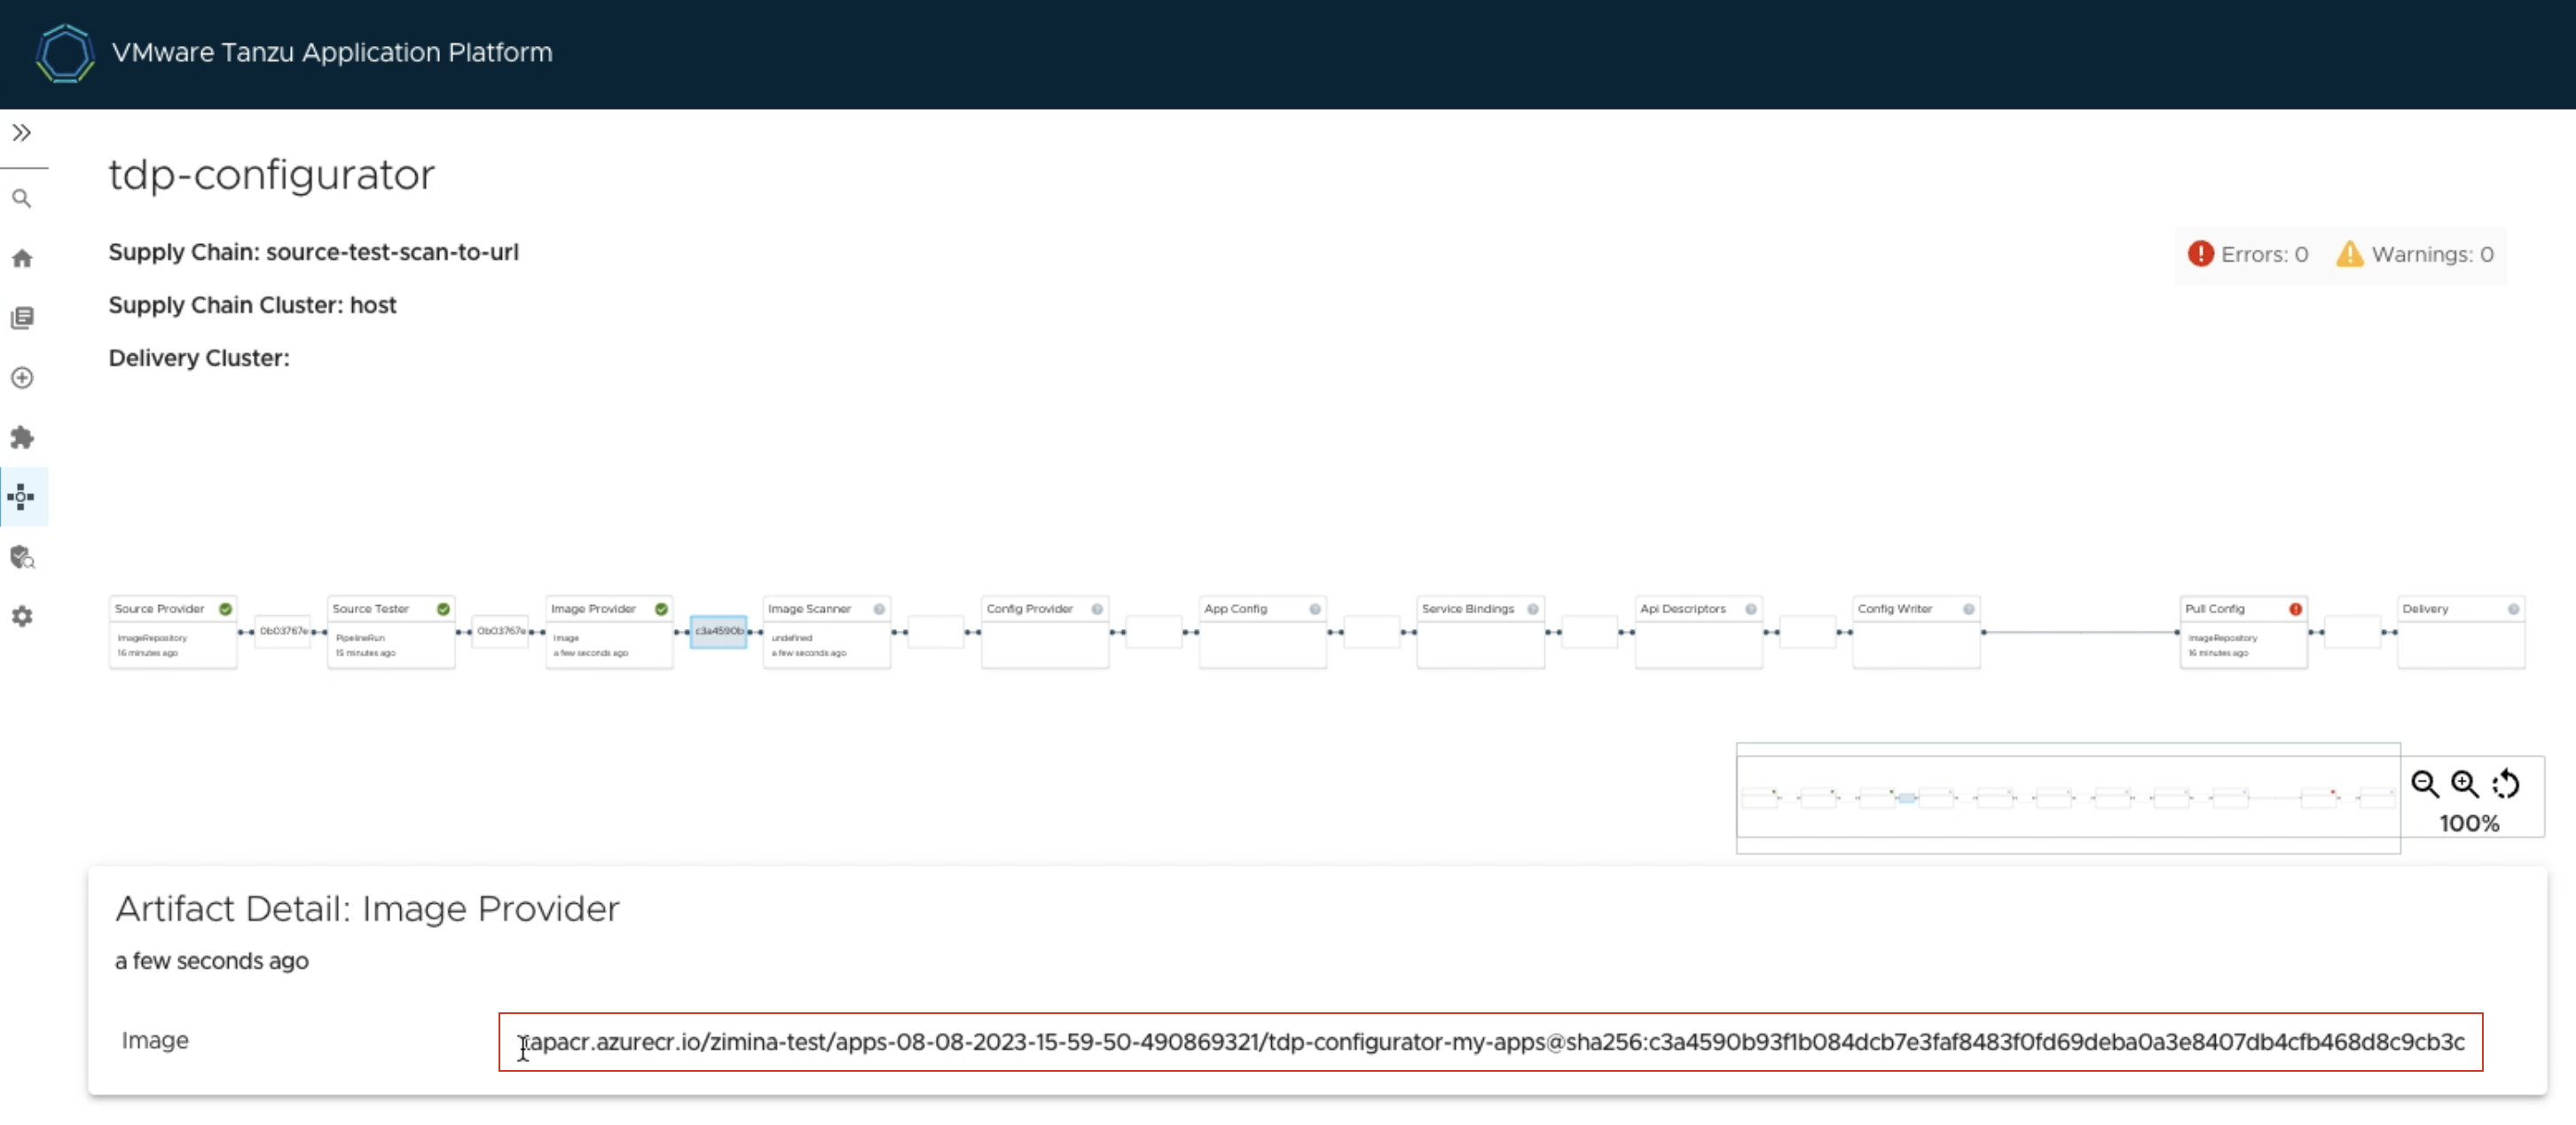 VMware Tanzu Application Platform
tdp-configurator
Supply Chain: source-test-scan-to-url
Errors: 0 Warnings: 0
Supply Chain Cluster: host
Delivery Cluster:
Source Provider
ImageRepository
16 minutes ago
0b03767e
Source Tester
PipelineRun
15 minutes ago
0b03767e
Image Provider
Image
a few seconds ago
c3a4590b
Image Scanner
undefined
a few seconds ago
Config Provider
App Config
Service Bindings
Api Descriptors
Config Writer
Pull Config
ImageRepository
16 minutes ago
Delivery
100%
Artifact Detail: Image Provider
a few seconds ago
Image
tapacr.azurecr.io/zimina-test/apps-08-08-2023-15-59-50-490869321/tdp-configurator-my-apps@sha256:c3a4590b93f1b084dcb7e3faf8483f0fd69deba0a3e8407db4cfb468d8c9cb3c